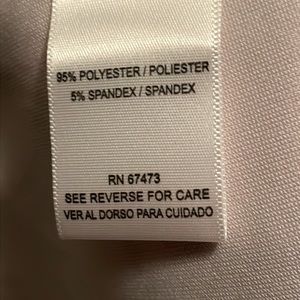 95% POLYESTER / POLIESTER
5% SPANDEX / SPANDEX
RN 67473
SEE REVERSE FOR CARE
VER AL DORSO PARA CUIDADO